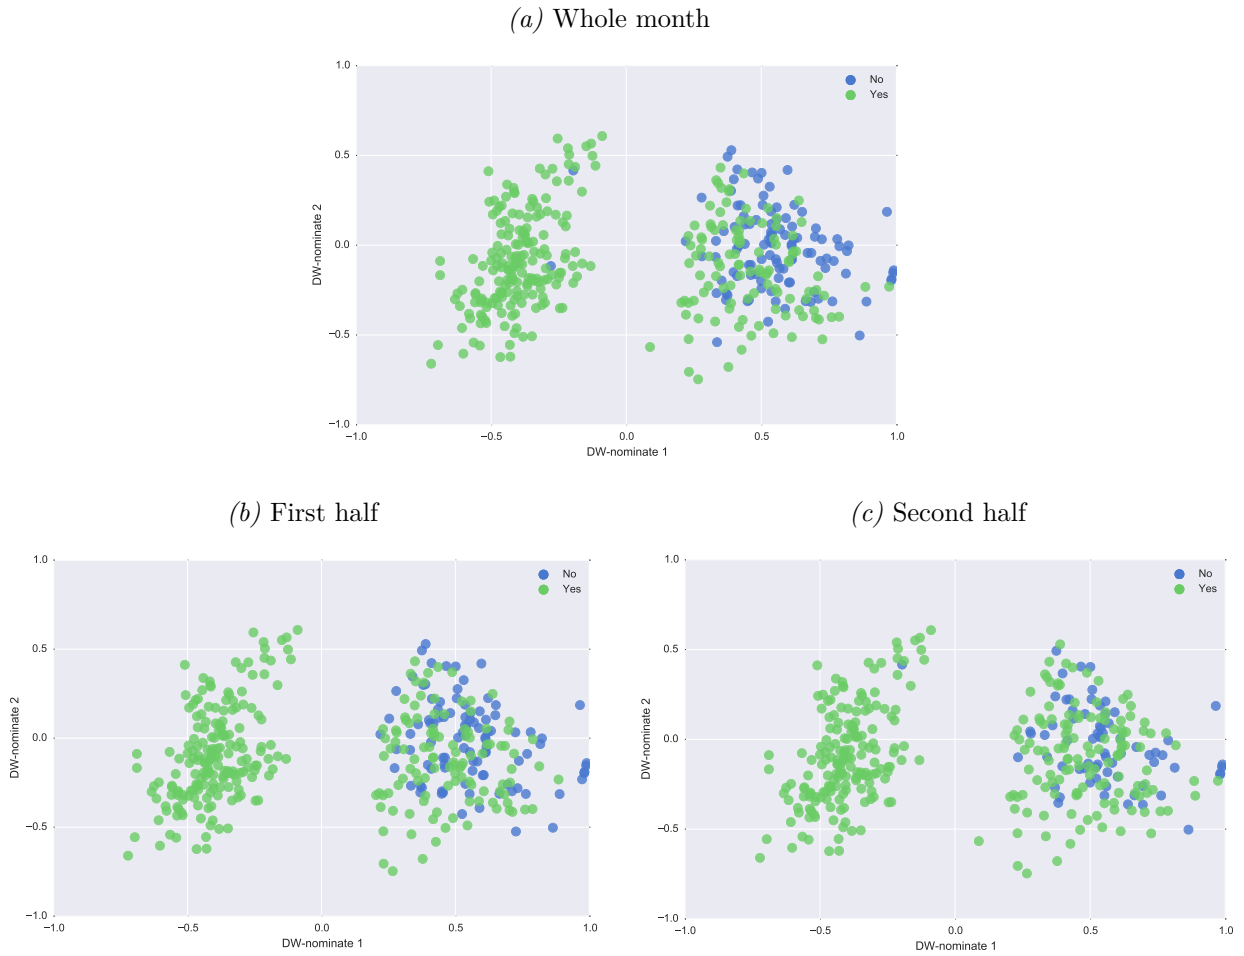 (a) Whole month
1.0
No
Yes
0.5
0.0
−0.5
−1.0
DW-nominate 2
−1.0 −0.5 0.0 0.5 1.0
DW-nominate 1
(b) First half
1.0
No
Yes
0.5
0.0
−0.5
−1.0
DW-nominate 2
−1.0 −0.5 0.0 0.5 1.0
DW-nominate 1
(c) Second half
1.0
No
Yes
0.5
0.0
−0.5
−1.0
DW-nominate 2
−1.0 −0.5 0.0 0.5 1.0
DW-nominate 1